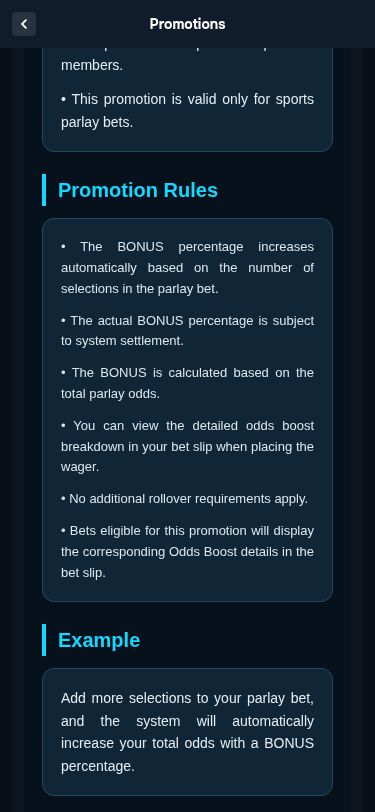 Promotions
members.
• This promotion is valid only for sports
parlay bets.
Promotion Rules
• The BONUS percentage increases
automatically based on the number of
selections in the parlay bet.
• The actual BONUS percentage is subject
to system settlement.
• The BONUS is calculated based on the
total parlay odds.
• You can view the detailed odds boost
breakdown in your bet slip when placing the
wager.
• No additional rollover requirements apply.
• Bets eligible for this promotion will display
the corresponding Odds Boost details in the
bet slip.
Example
Add more selections to your parlay bet,
and the system will automatically
increase your total odds with a BONUS
percentage.